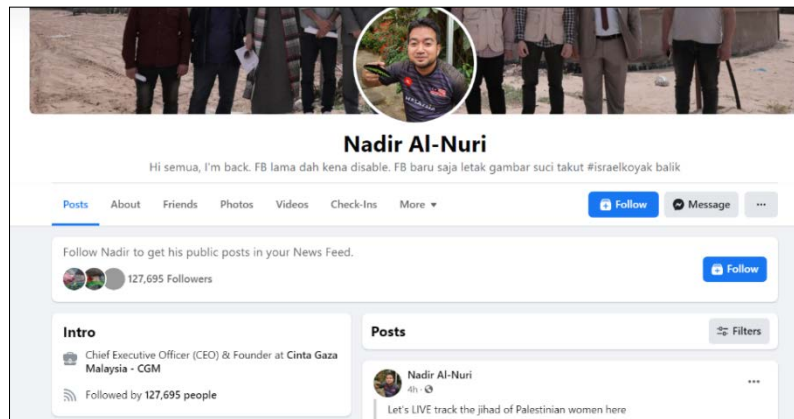 Nadir Al-Nuri
Hi semua, I'm back. FB lama dah kena disable. FB baru saja letak gambar suci takut #israelkoyak balik
Posts About Friends Photos Videos Check-Ins More
Follow Message ...
Follow Nadir to get his public posts in your News Feed.
127,695 Followers
Follow
Intro
Chief Executive Officer (CEO) & Founder at Cinta Gaza
Malaysia - CGM
Followed by 127,695 people
Posts
Filters
Nadir Al-Nuri
4h ·
...
Let's LIVE track the jihad of Palestinian women here